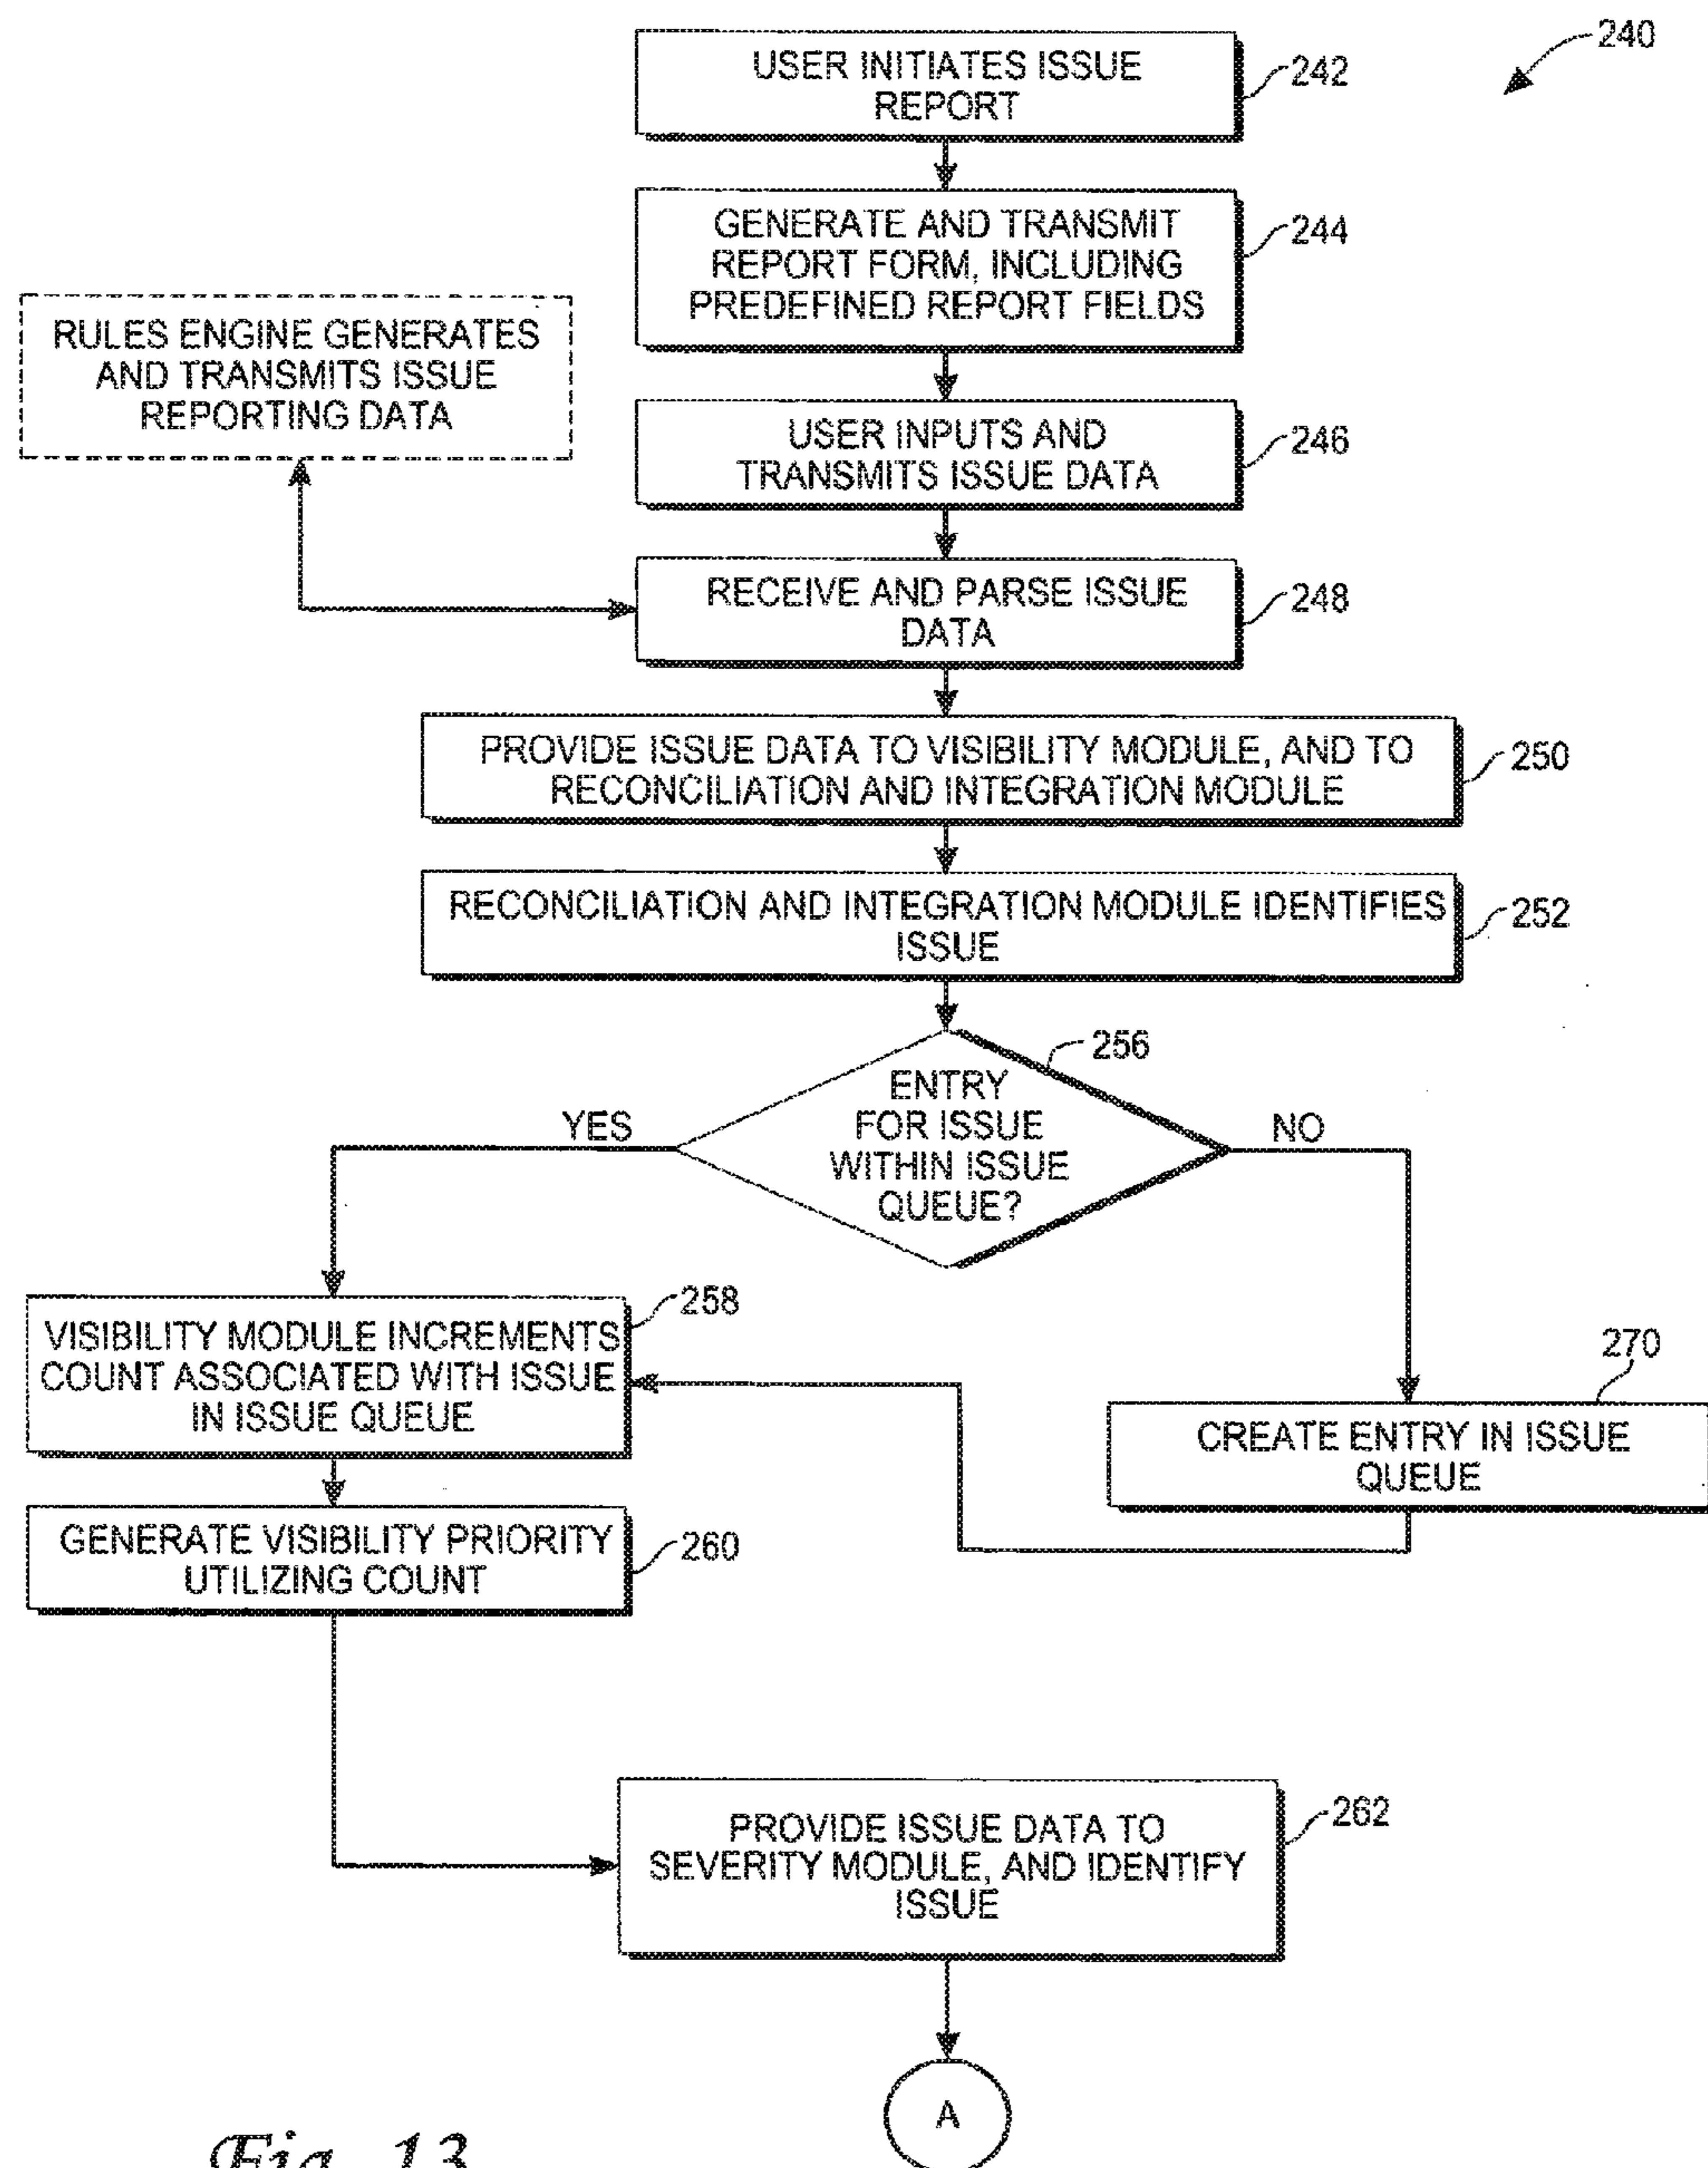 240
USER INITIATES ISSUE
REPORT
242
GENERATE AND TRANSMIT
REPORT FORM, INCLUDING
PREDEFINED REPORT FIELDS
244
RULES ENGINE GENERATES
AND TRANSMITS ISSUE
REPORTING DATA
USER INPUTS AND
TRANSMITS ISSUE DATA
246
RECEIVE AND PARSE ISSUE
DATA
248
PROVIDE ISSUE DATA TO VISIBILITY MODULE, AND TO
RECONCILIATION AND INTEGRATION MODULE
250
RECONCILIATION AND INTEGRATION MODULE IDENTIFIES
ISSUE
252
256
ENTRY
FOR ISSUE
WITHIN ISSUE
QUEUE?
YES
NO
258
VISIBILITY MODULE INCREMENTS
COUNT ASSOCIATED WITH ISSUE
IN ISSUE QUEUE
270
CREATE ENTRY IN ISSUE
QUEUE
GENERATE VISIBILITY PRIORITY
UTILIZING COUNT
260
PROVIDE ISSUE DATA TO
SEVERITY MODULE, AND IDENTIFY
ISSUE
262
A
Fig. 13